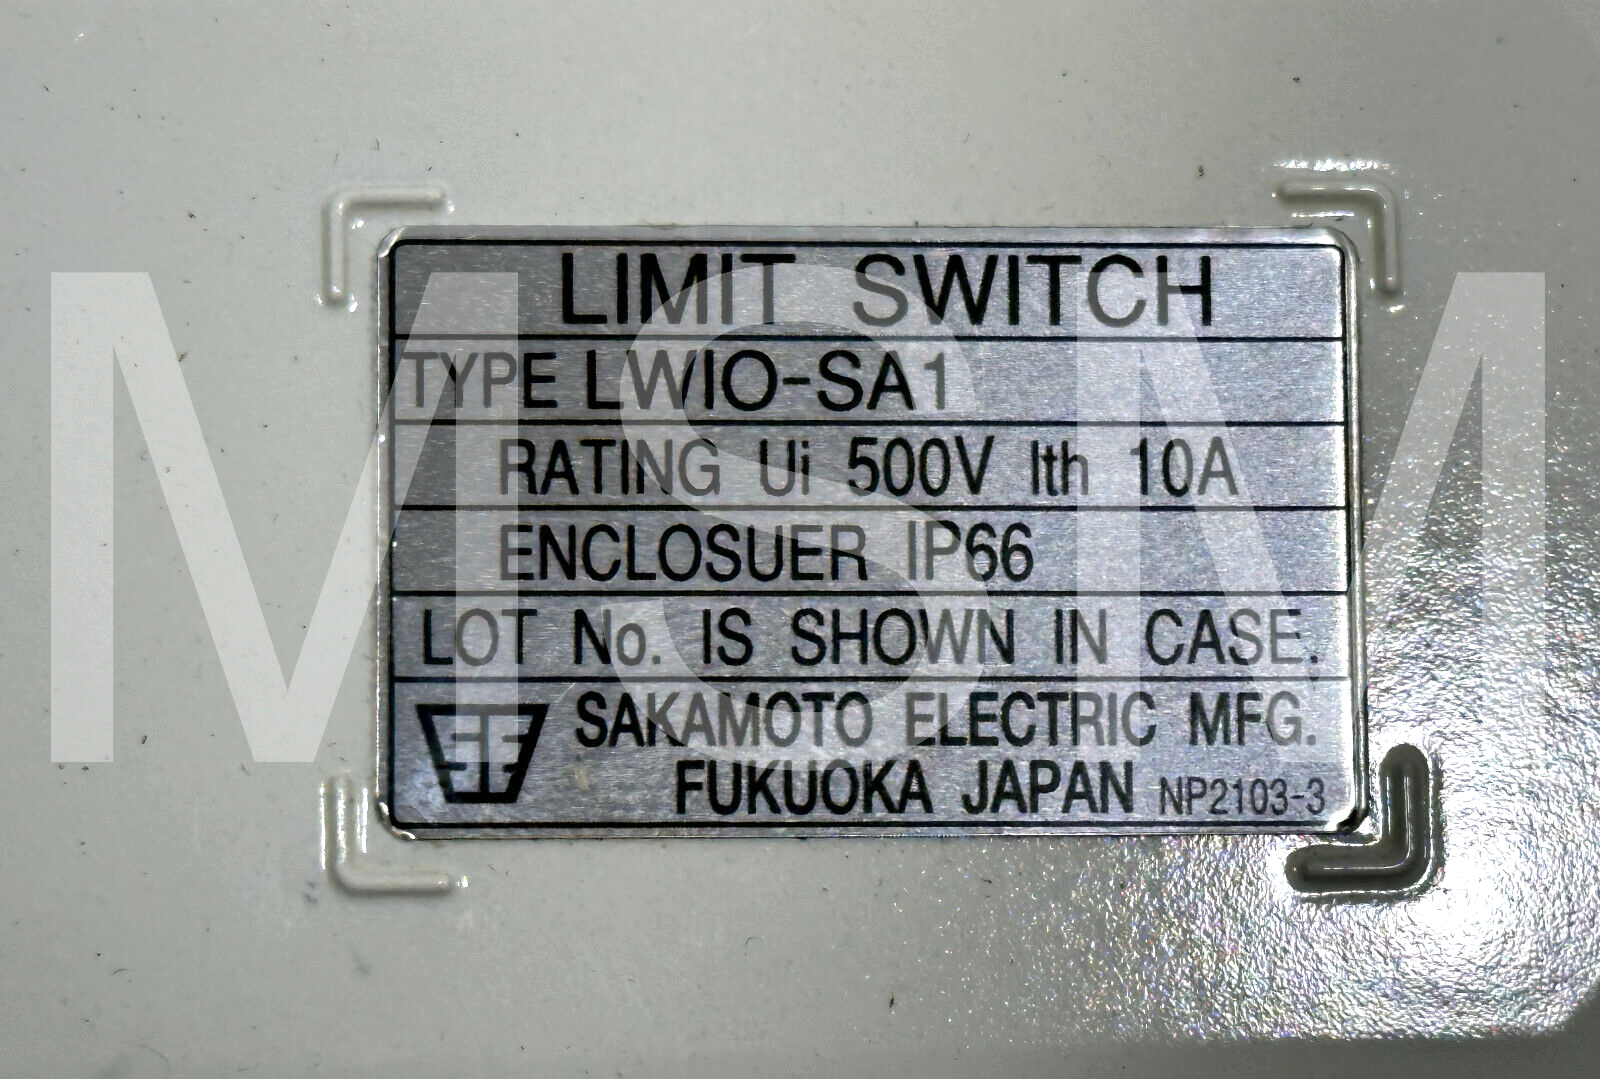 LIMIT SWITCH
TYPE LWIO-SA1
RATING Ui 500V Ith 10A
ENCLOSUER IP66
LOT No. IS SHOWN IN CASE.
SAKAMOTO ELECTRIC MFG.
FUKUOKA JAPAN NP2103-3
MSM